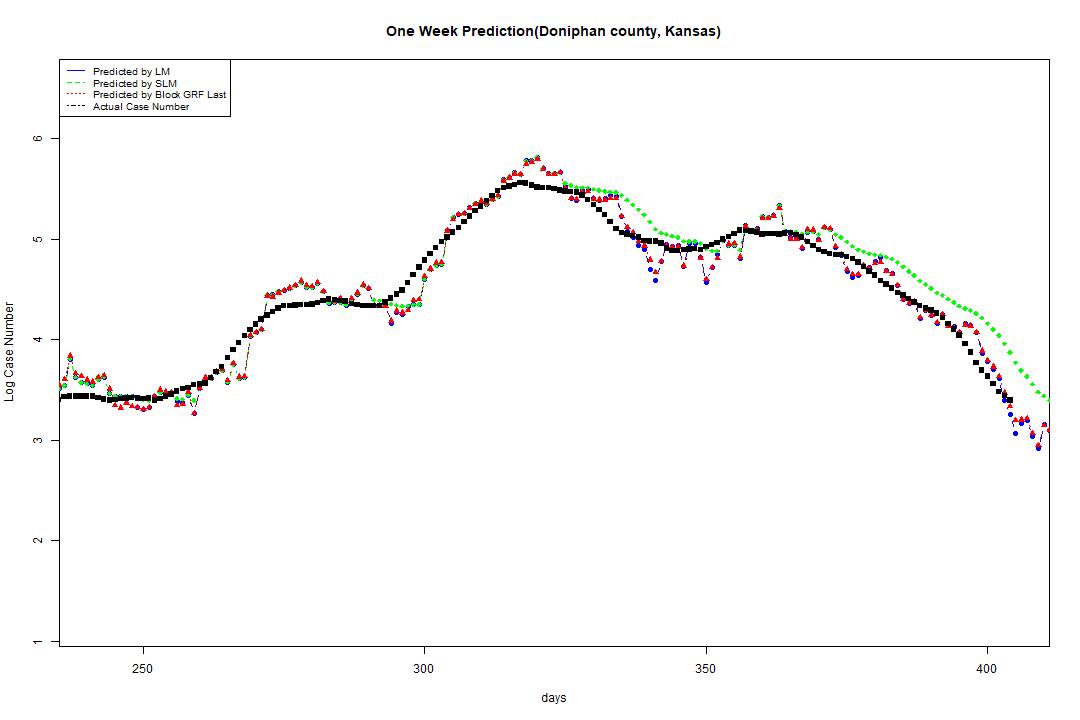 One Week Prediction(Doniphan county, Kansas)
Predicted by LM
Predicted by SLM
Predicted by Block GRF Last
Actual Case Number
6
5
4
3
2
1
Log Case Number
250 300 350 400
days